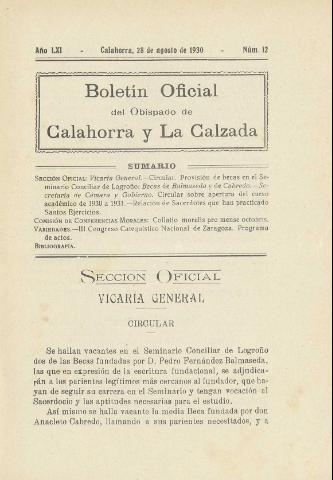 Año LXI - Calahorra, 28 de agosto de 1930 - Núm. 12
Boletín Oficial
del Obispado de
Calahorra y La Calzada
SUMARIO
SECCIÓN OFICIAL: Vicaría General.—Circular. Provisión de becas en el Se-
minario Conciliar de Logroño: Becas de Balmaseda y de Cabredo.—Se-
cretaría de Cámara y Gobierno. Circular sobre apertura del curso
académico de 1930 a 1931.—Relación de Sacerdotes que han practicado
Santos Ejercicios.
COMISIÓN DE CONFERENCIAS MORALES: Collatio moralis pro mense octobris.
VARIEDADES.—III Congreso Catequístico Nacional de Zaragoza. Programa
de actos.
BIBLIOGRAFÍA.
SECCION OFICIAL
VICARIA GENERAL
CIRCULAR
Se hallan vacantes en el Seminario Conciliar de Logroño
dos de las Becas fundadas por D. Pedro Fernández Balmaseda,
las que en expresión de la escritura fundacional, se adjudica-
rán a los parientes legítimos más cercanos al fundador, que ha-
yan de seguir su carrera en el Seminario y tengan vocación al
Sacerdocio y las aptitudes necesarias para el estudio.
Así mismo se halla vacante la media Beca fundada por don
Anacleto Cabredo, llamando a sus parientes necesitados, y a